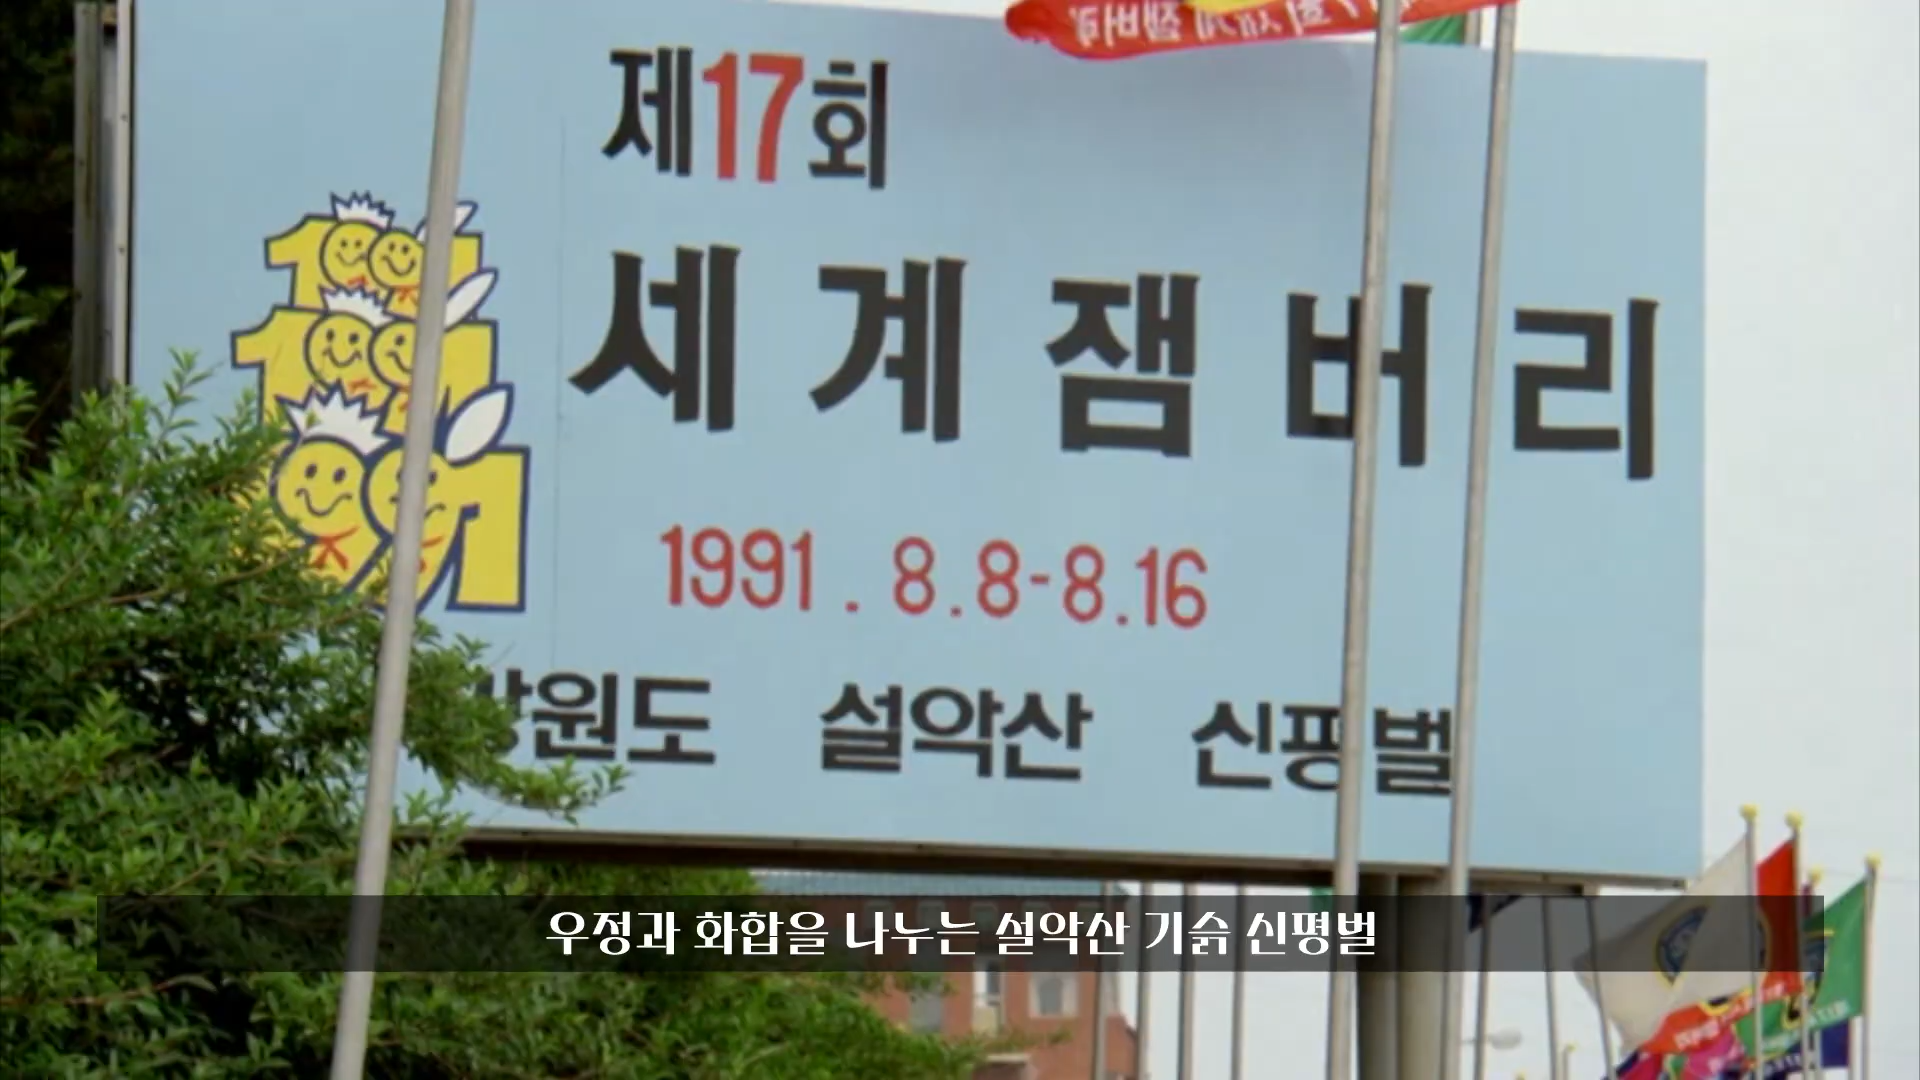 제17회
세계잼버리
1991.8.8-8.16
강원도 설악산 신평벌
우정과 화합을 나누는 설악산 기슭 신평벌